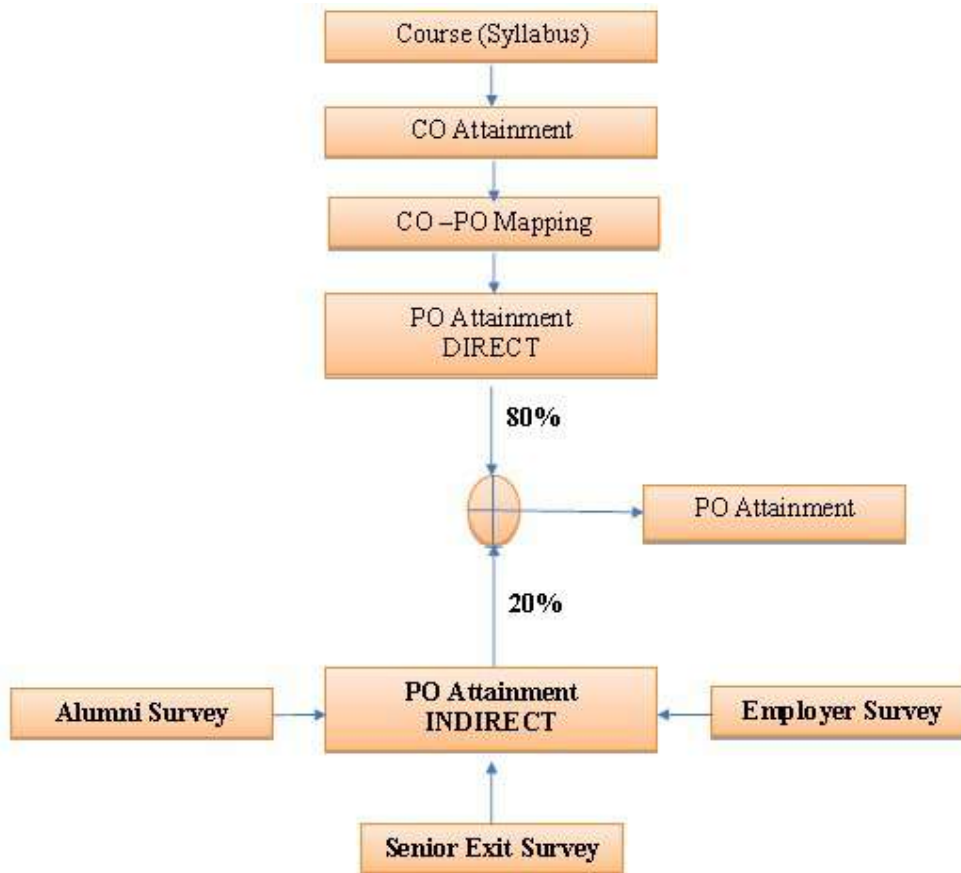 Course (Syllabus)
CO Attainment
CO –PO Mapping
PO Attainment
DIRECT
80%
PO Attainment
20%
PO Attainment
INDIRECT
Alumni Survey
Employer Survey
Senior Exit Survey